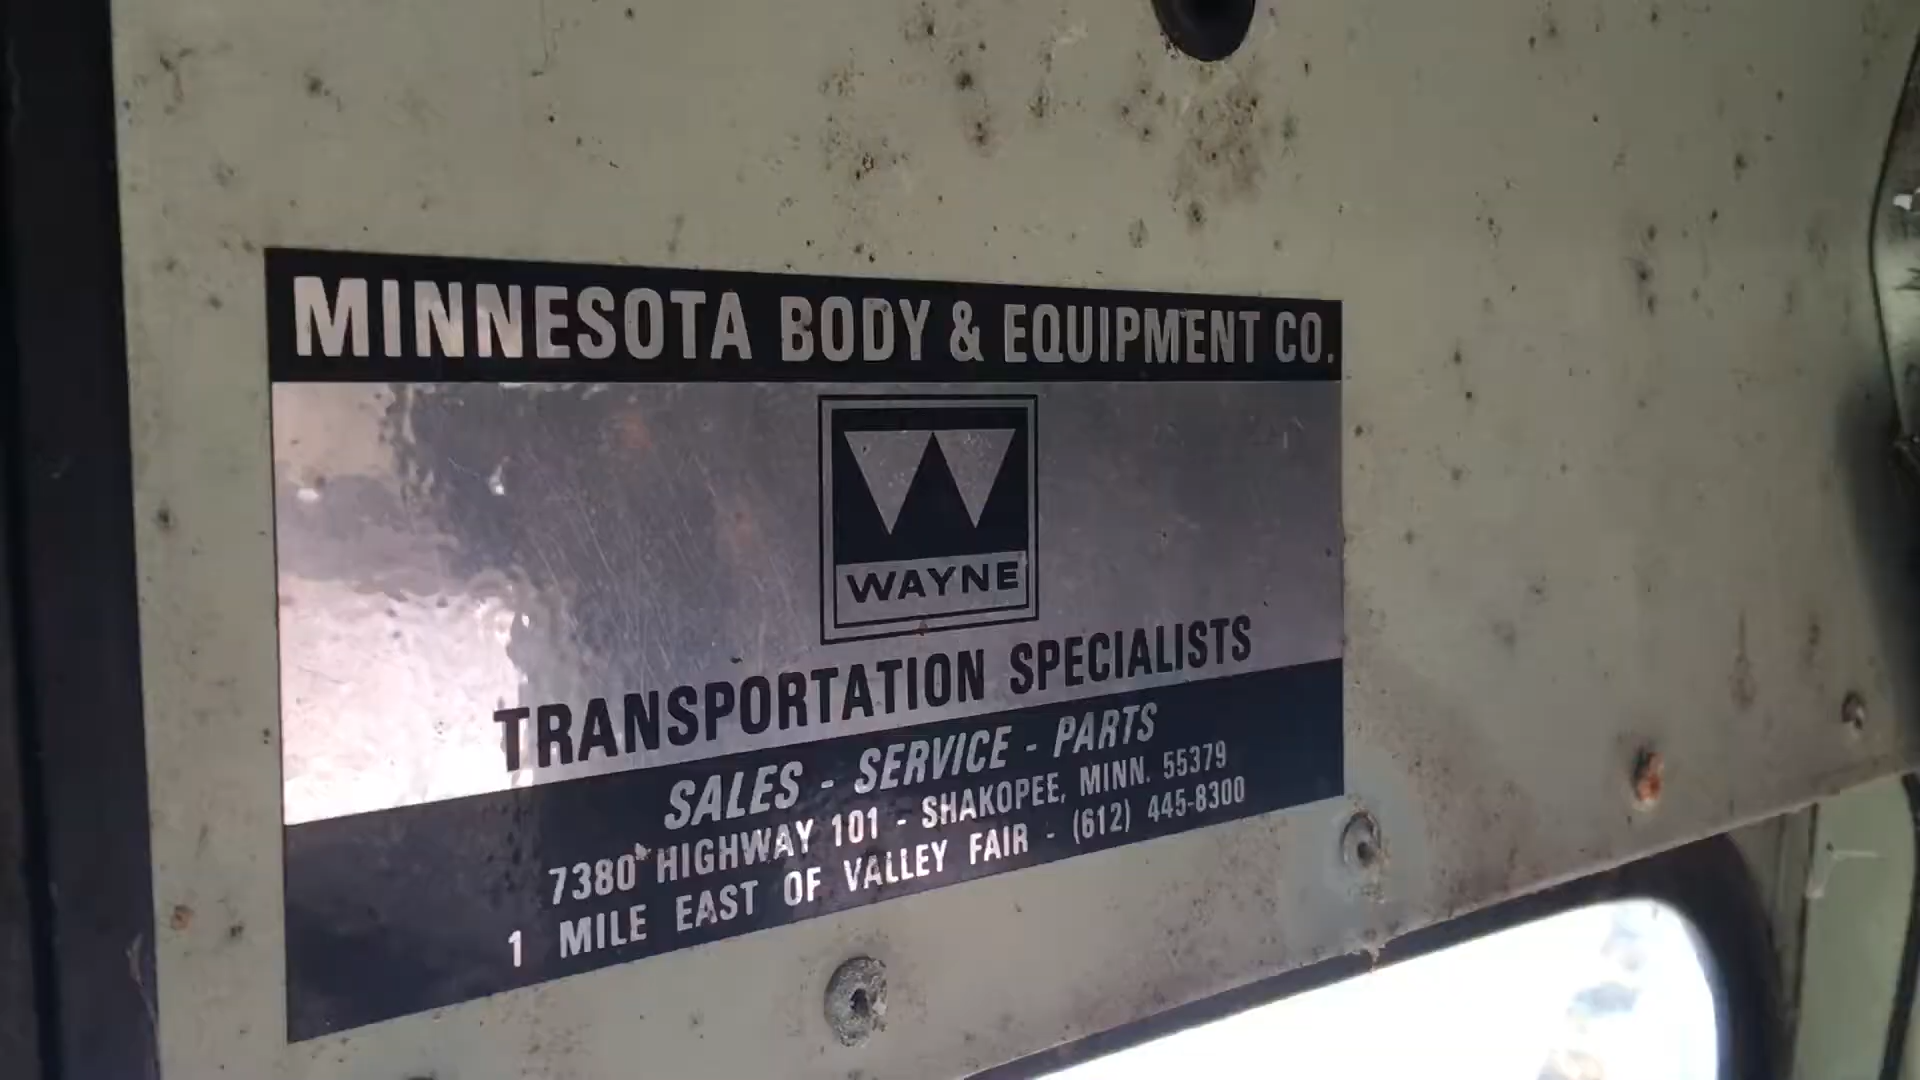 MINNESOTA BODY & EQUIPMENT CO.
WAYNE
TRANSPORTATION SPECIALISTS
SALES - SERVICE - PARTS
7380 HIGHWAY 101 - SHAKOPEE, MINN. 55379
1 MILE EAST OF VALLEY FAIR - (612) 445-8300